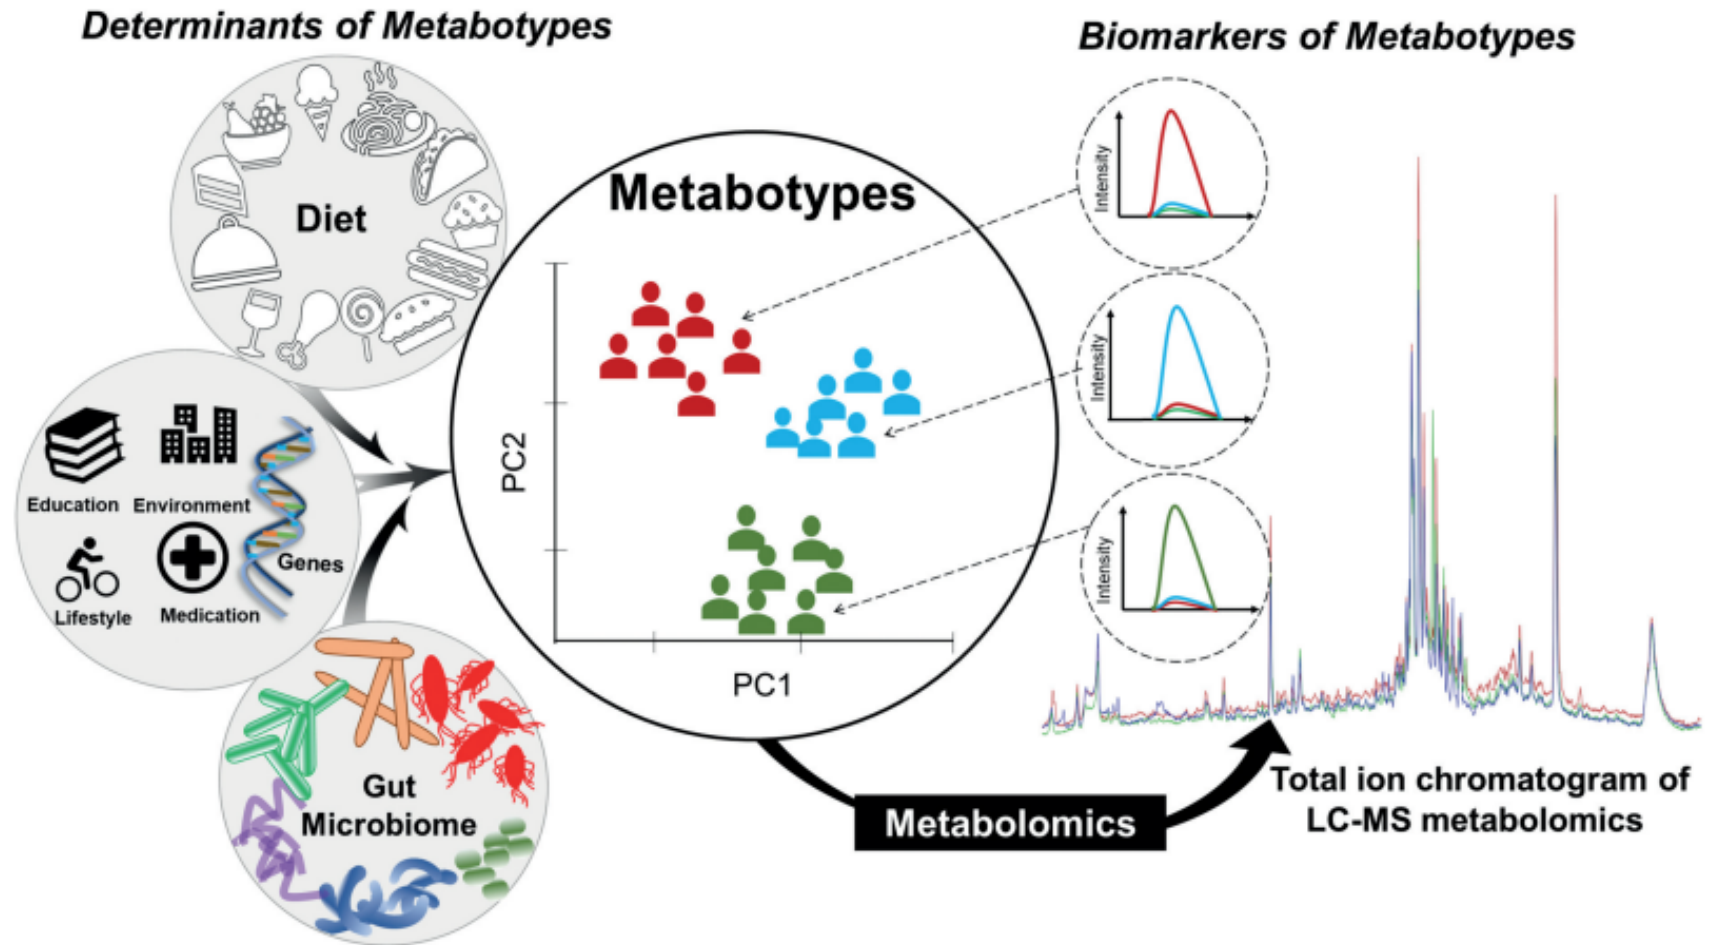 Determinants of Metabotypes
Biomarkers of Metabotypes
Diet
Education
Environment
Genes
Lifestyle
Medication
Gut
Microbiome
Metabotypes
PC2
PC1
Intensity
Intensity
Intensity
Metabolomics
Total ion chromatogram of
LC-MS metabolomics